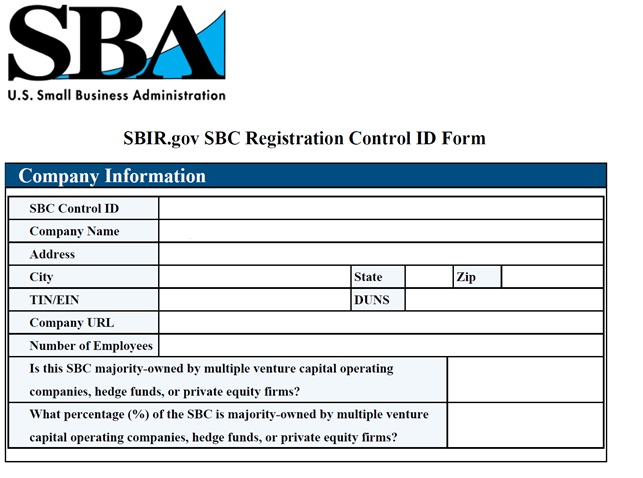 SBA
U.S. Small Business Administration
SBIR.gov SBC Registration Control ID Form
Company Information
SBC Control ID
Company Name
Address
City State Zip
TIN/EIN DUNS
Company URL
Number of Employees
Is this SBC majority-owned by multiple venture capital operating
companies, hedge funds, or private equity firms?
What percentage (%) of the SBC is majority-owned by multiple venture
capital operating companies, hedge funds, or private equity firms?